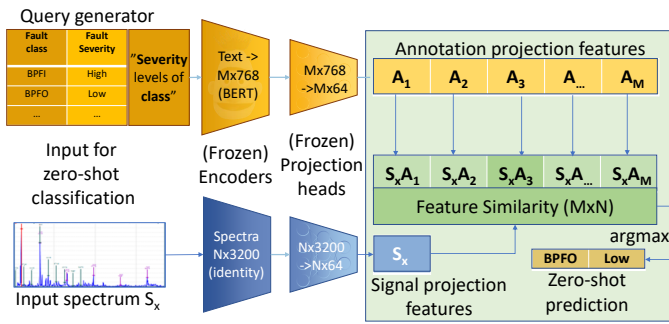 Query generator
Fault class
Fault Severity
BPFI
High
BPFO
Low
...
...
"Severity levels of class"
Text ->
Mx768
(BERT)
Mx768
->Mx64
Annotation projection features
A1
A2
A3
A...
AM
Input for
zero-shot
classification
(Frozen)
Encoders
(Frozen)
Projection
heads
SxA1
SxA2
SxA3
SxA...
SxAM
Feature Similarity (MxN)
Spectra
Nx3200
(identity)
Nx3200
->Nx64
Sx
argmax
BPFO
Low
Input spectrum Sx
Signal projection
features
Zero-shot
prediction